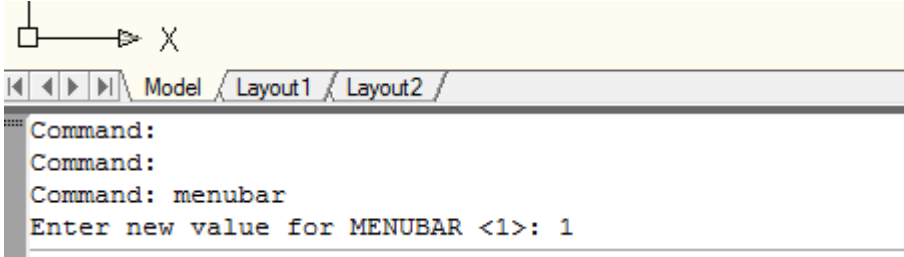 X
Model Layout1 Layout2
Command:
Command:
Command: menubar
Enter new value for MENUBAR <1>: 1